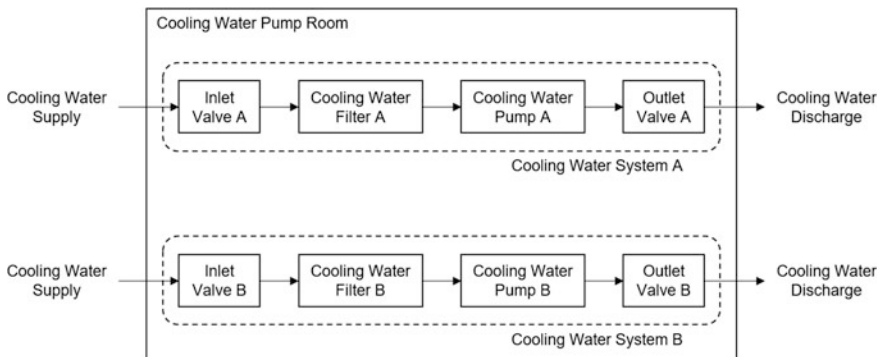 Cooling Water Pump Room
Cooling Water
Supply
Inlet
Valve A
Cooling Water
Filter A
Cooling Water
Pump A
Outlet
Valve A
Cooling Water
Discharge
Cooling Water System A
Cooling Water
Supply
Inlet
Valve B
Cooling Water
Filter B
Cooling Water
Pump B
Outlet
Valve B
Cooling Water
Discharge
Cooling Water System B